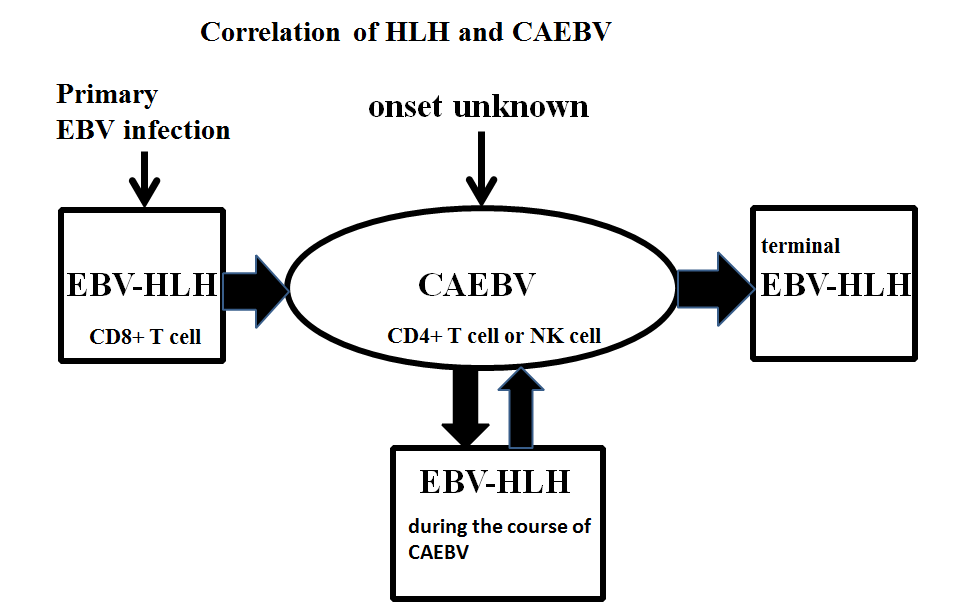 Correlation of HLH and CAEBV
Primary
EBV infection
onset unknown
EBV-HLH
CD8+ T cell
CAEBV
CD4+ T cell or NK cell
terminal
EBV-HLH
EBV-HLH
during the course of
CAEBV